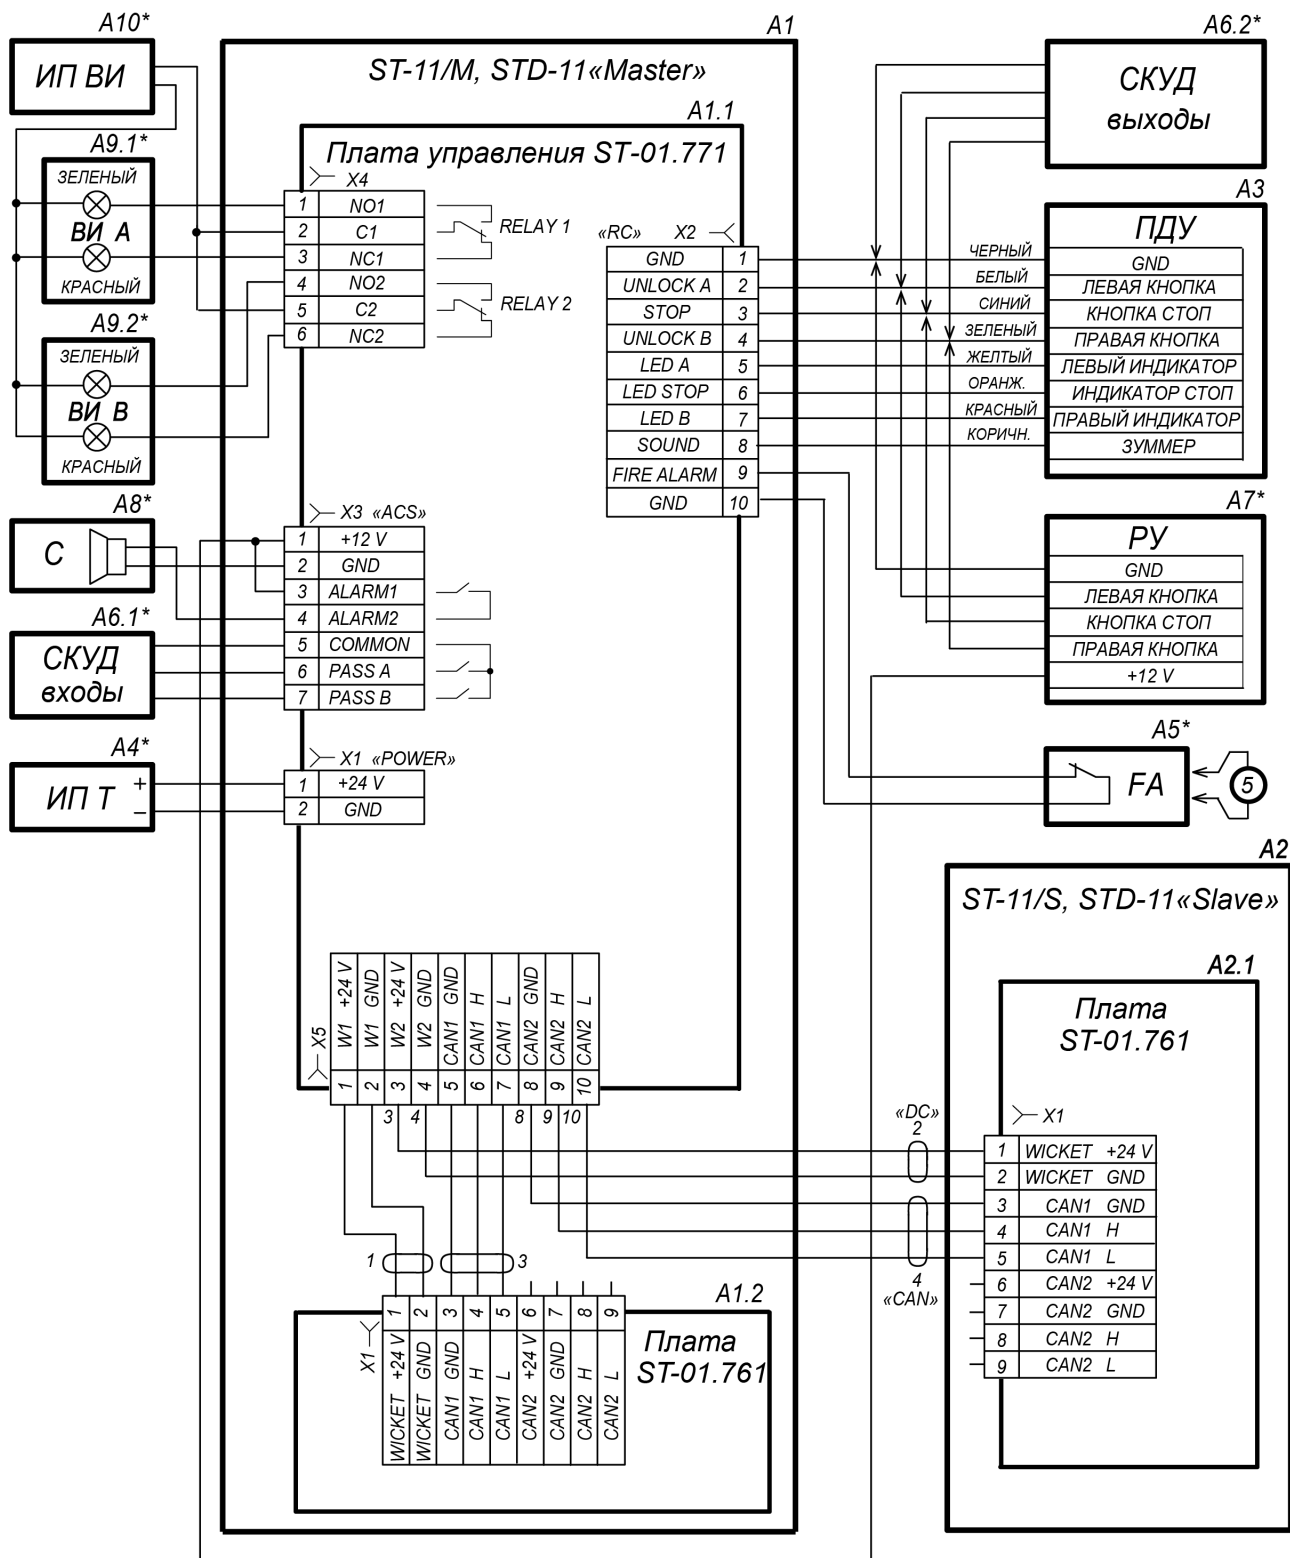 A10*
ИП ВИ
A9.1*
ЗЕЛЕНЫЙ
ВИ А
КРАСНЫЙ
A9.2*
ЗЕЛЕНЫЙ
ВИ В
КРАСНЫЙ
A8*
С
A6.1*
СКУД
входы
A4*
ИП Т
+
−
A1
ST-11/M, STD-11«Master»
A1.1
Плата управления ST-01.771
X4
1 NO1
2 C1
3 NC1
4 NO2
5 C2
6 NC2
RELAY 1
RELAY 2
X3 «ACS»
1 +12 V
2 GND
3 ALARM1
4 ALARM2
5 COMMON
6 PASS A
7 PASS B
X1 «POWER»
1 +24 V
2 GND
«RC» X2
GND 1
UNLOCK A 2
STOP 3
UNLOCK B 4
LED A 5
LED STOP 6
LED B 7
SOUND 8
FIRE ALARM 9
GND 10
ЧЕРНЫЙ
БЕЛЫЙ
СИНИЙ
ЗЕЛЕНЫЙ
ЖЕЛТЫЙ
ОРАНЖ.
КРАСНЫЙ
КОРИЧН.
A6.2*
СКУД
выходы
A3
ПДУ
GND
ЛЕВАЯ КНОПКА
КНОПКА СТОП
ПРАВАЯ КНОПКА
ЛЕВЫЙ ИНДИКАТОР
ИНДИКАТОР СТОП
ПРАВЫЙ ИНДИКАТОР
ЗУММЕР
A7*
РУ
GND
ЛЕВАЯ КНОПКА
КНОПКА СТОП
ПРАВАЯ КНОПКА
+12 V
A5*
FA
5
X5
1 W1 +24 V
2 W1 GND
3 W2 +24 V
4 W2 GND
5 CAN1 GND
6 CAN1 H
7 CAN1 L
8 CAN2 GND
9 CAN2 H
10 CAN2 L
3 4 8 9 10
«DC»
2
4
«CAN»
1
3
A1.2
X1
1 WICKET +24 V
2 WICKET GND
3 CAN1 GND
4 CAN1 H
5 CAN1 L
6 CAN2 +24 V
7 CAN2 GND
8 CAN2 H
9 CAN2 L
Плата
ST-01.761
A2
ST-11/S, STD-11«Slave»
A2.1
Плата
ST-01.761
X1
1 WICKET +24 V
2 WICKET GND
3 CAN1 GND
4 CAN1 H
5 CAN1 L
6 CAN2 +24 V
7 CAN2 GND
8 CAN2 H
9 CAN2 L